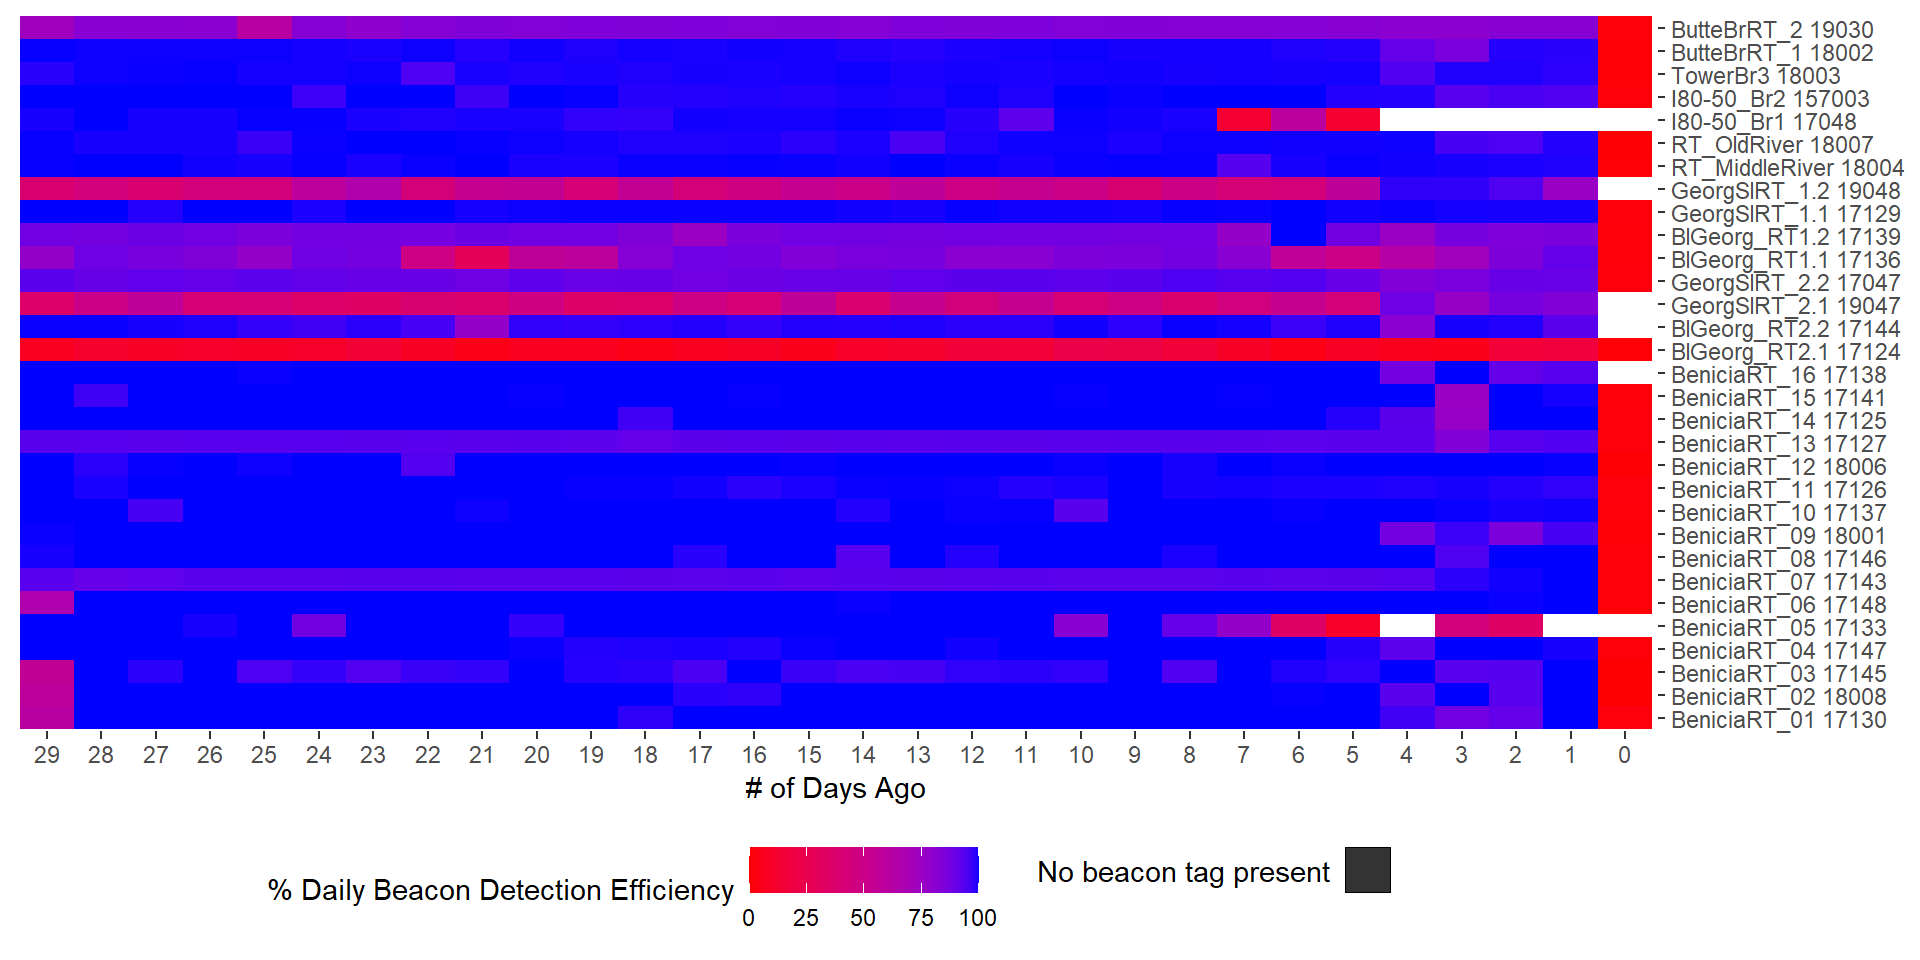 ButteBrRT_2 19030
ButteBrRT_1 18002
TowerBr3 18003
I80-50_Br2 157003
I80-50_Br1 17048
RT_OldRiver 18007
RT_MiddleRiver 18004
GeorgSlRT_1.2 19048
GeorgSlRT_1.1 17129
BlGeorg_RT1.2 17139
BlGeorg_RT1.1 17136
GeorgSlRT_2.2 17047
GeorgSlRT_2.1 19047
BlGeorg_RT2.2 17144
BlGeorg_RT2.1 17124
BeniciaRT_16 17138
BeniciaRT_15 17141
BeniciaRT_14 17125
BeniciaRT_13 17127
BeniciaRT_12 18006
BeniciaRT_11 17126
BeniciaRT_10 17137
BeniciaRT_09 18001
BeniciaRT_08 17146
BeniciaRT_07 17143
BeniciaRT_06 17148
BeniciaRT_05 17133
BeniciaRT_04 17147
BeniciaRT_03 17145
BeniciaRT_02 18008
BeniciaRT_01 17130
29 28 27 26 25 24 23 22 21 20 19 18 17 16 15 14 13 12 11 10 9 8 7 6 5 4 3 2 1 0
# of Days Ago
% Daily Beacon Detection Efficiency
0 25 50 75 100
No beacon tag present